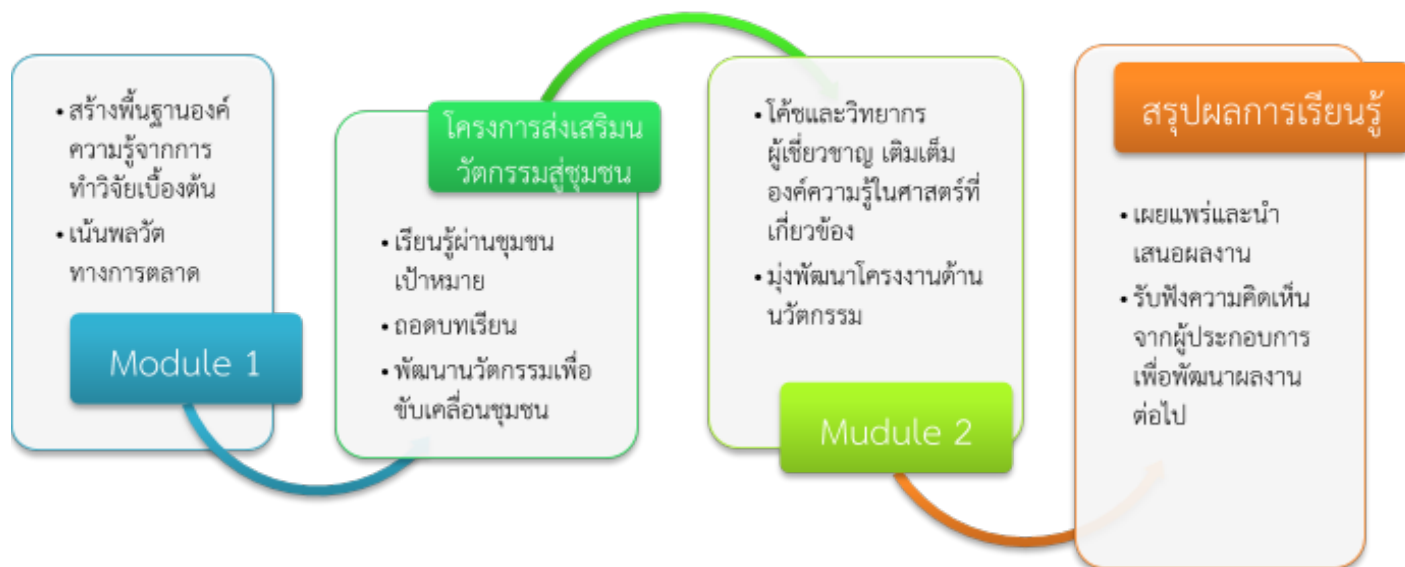 • สร้างพื้นฐานองค์
ความรู้จากการ
ทำวิจัยเบื้องต้น
• เน้นพลวัต
ทางการตลาด
Module 1
โครงการส่งเสริมน
วัตกรรมสู่ชุมชน
• เรียนรู้ผ่านชุมชน
เป้าหมาย
• ถอดบทเรียน
• พัฒนานวัตกรรมเพื่อ
ขับเคลื่อนชุมชน
• โค้ชและวิทยากร
ผู้เชี่ยวชาญ เติมเต็ม
องค์ความรู้ในศาสตร์ที่
เกี่ยวข้อง
• มุ่งพัฒนาโครงงานด้าน
นวัตกรรม
Mudule 2
สรุปผลการเรียนรู้
• เผยแพร่และนำ
เสนอผลงาน
• รับฟังความคิดเห็น
จากผู้ประกอบการ
เพื่อพัฒนาผลงาน
ต่อไป